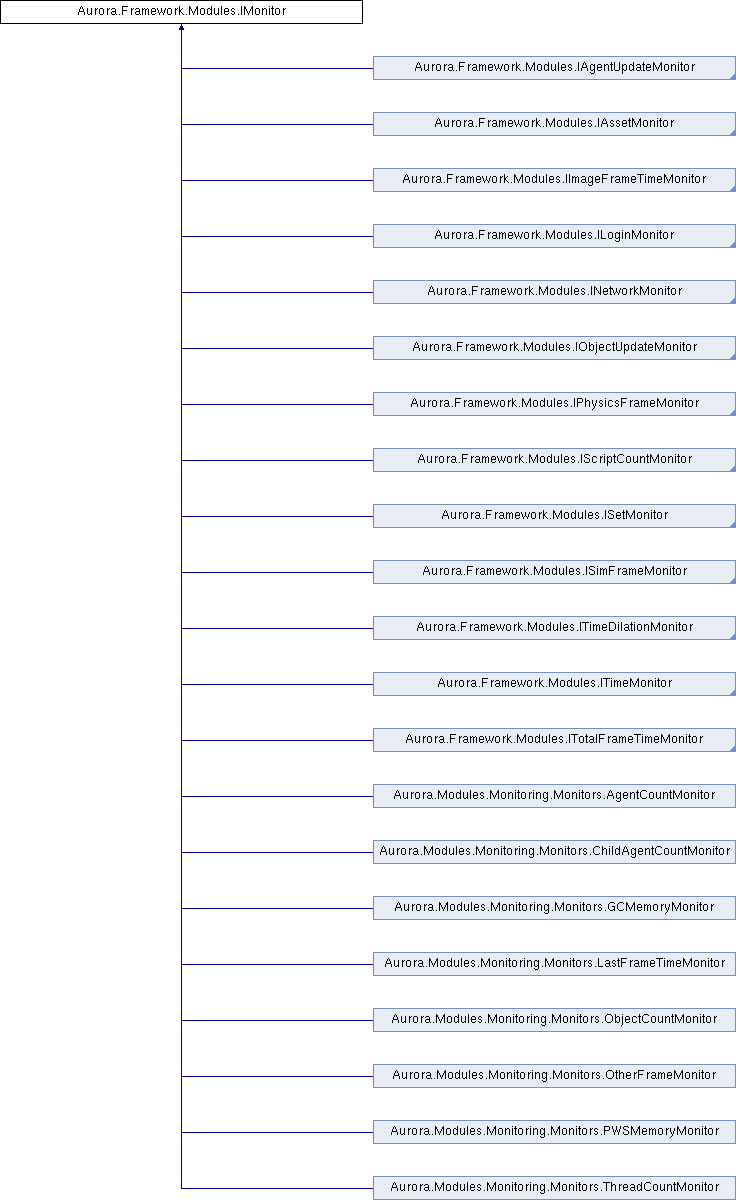 Aurora.Framework.Modules.IMonitor
Aurora.Framework.Modules.IAgentUpdateMonitor
Aurora.Framework.Modules.IAssetMonitor
Aurora.Framework.Modules.IImageFrameTimeMonitor
Aurora.Framework.Modules.ILoginMonitor
Aurora.Framework.Modules.INetworkMonitor
Aurora.Framework.Modules.IObjectUpdateMonitor
Aurora.Framework.Modules.IPhysicsFrameMonitor
Aurora.Framework.Modules.IScriptCountMonitor
Aurora.Framework.Modules.ISetMonitor
Aurora.Framework.Modules.ISimFrameMonitor
Aurora.Framework.Modules.ITimeDilationMonitor
Aurora.Framework.Modules.ITimeMonitor
Aurora.Framework.Modules.ITotalFrameTimeMonitor
Aurora.Modules.Monitoring.Monitors.AgentCountMonitor
Aurora.Modules.Monitoring.Monitors.ChildAgentCountMonitor
Aurora.Modules.Monitoring.Monitors.GCMemoryMonitor
Aurora.Modules.Monitoring.Monitors.LastFrameTimeMonitor
Aurora.Modules.Monitoring.Monitors.ObjectCountMonitor
Aurora.Modules.Monitoring.Monitors.OtherFrameMonitor
Aurora.Modules.Monitoring.Monitors.PWSMemoryMonitor
Aurora.Modules.Monitoring.Monitors.ThreadCountMonitor